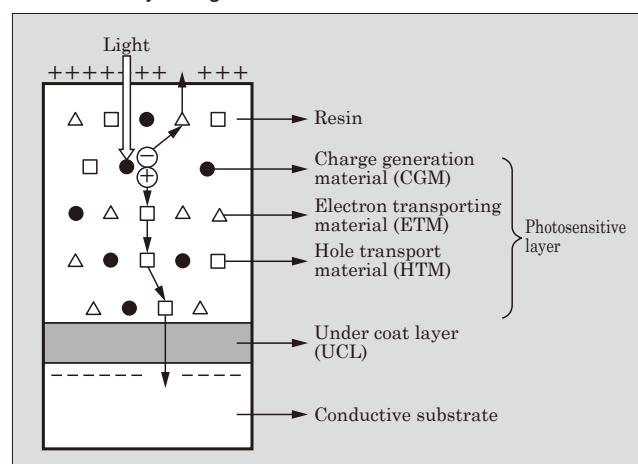 Light
+++++++ +++
−
+
Resin
Charge generation
material (CGM)
Electron transporting
material (ETM)
Hole transport
material (HTM)
Photosensitive
layer
Under coat layer
(UCL)
Conductive substrate